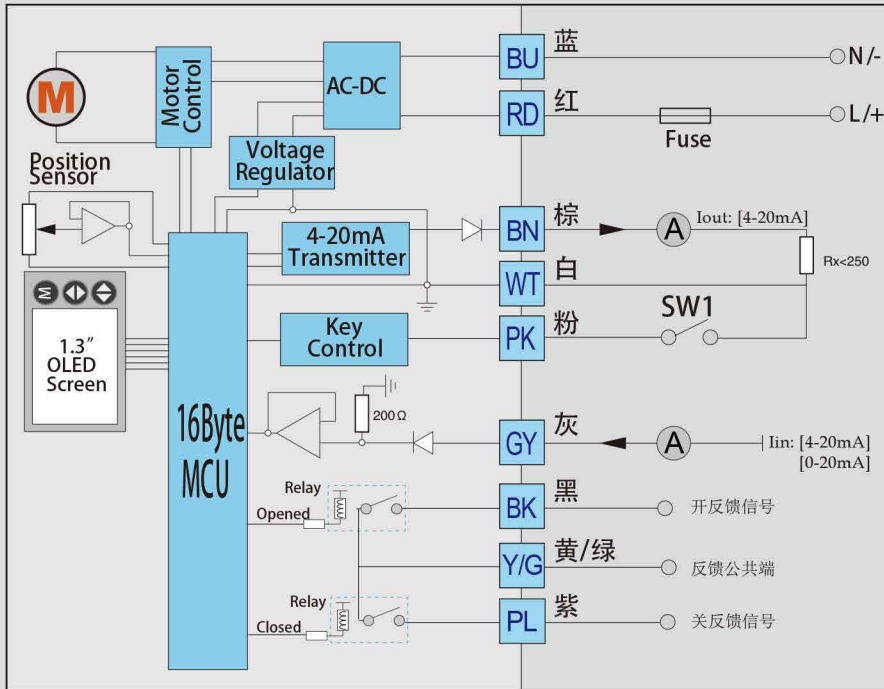 M
Motor
Control
AC-DC
Voltage
Regulator
Position
Sensor
4-20mA
Transmitter
M
1.3"
OLED
Screen
Key
Control
16Byte
MCU
200Ω
Relay
Opened
Relay
Closed
BU
蓝
N/-
RD
红
Fuse
L/+
BN
棕
A
Iout: [4-20mA]
Rx<250
WT
白
SW1
PK
粉
GY
灰
A
Iin: [4-20mA]
[0-20mA]
BK
黑
开反馈信号
Y/G
黄/绿
反馈公共端
PL
紫
关反馈信号